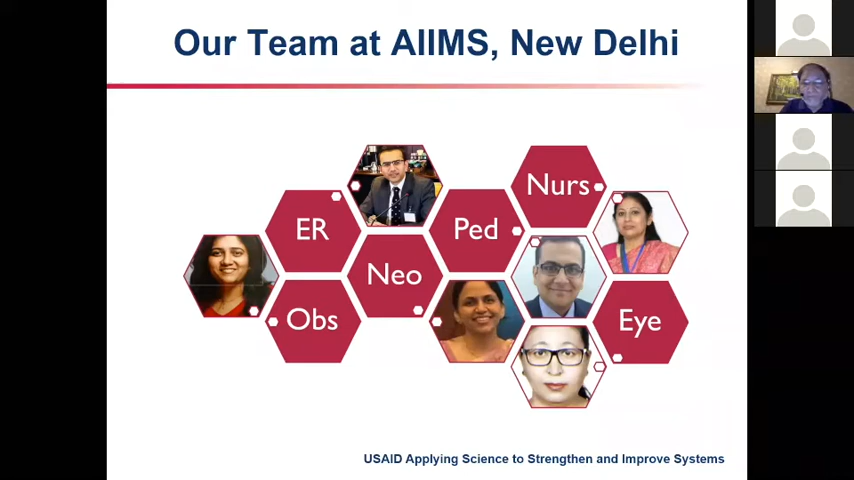 Our Team at AIIMS, New Delhi
Nurs
ER
Ped
Neo
Obs
Eye
USAID Applying Science to Strengthen and Improve Systems